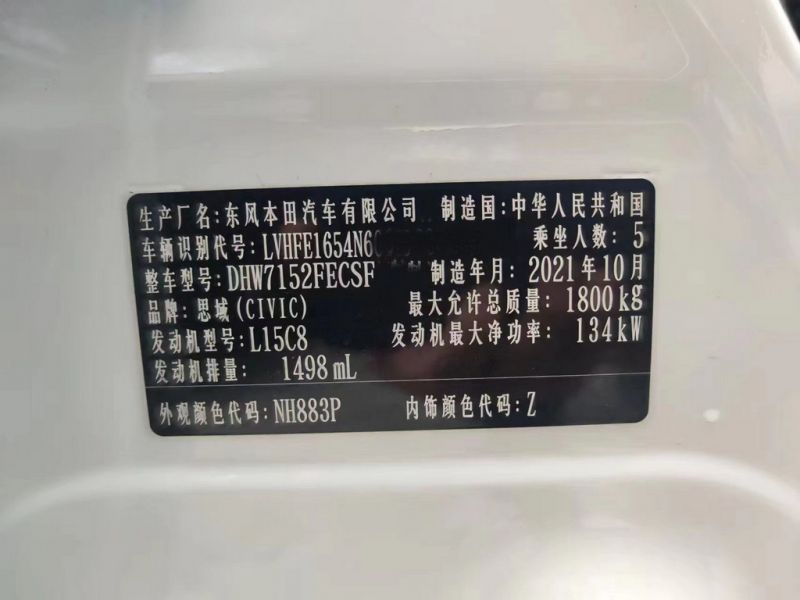 生产厂名:东风本田汽车有限公司 制造国:中华人民共和国
车辆识别代号:LVHFE1654N6 乘坐人数:5
整车型号:DHW7152FECSF 制造年月:2021年10月
品牌:思域(CIVIC) 最大允许总质量:1800kg
发动机型号:L15C8 发动机最大净功率:134kW
发动机排量: 1498mL
外观颜色代码:NH883P 内饰颜色代码:Z